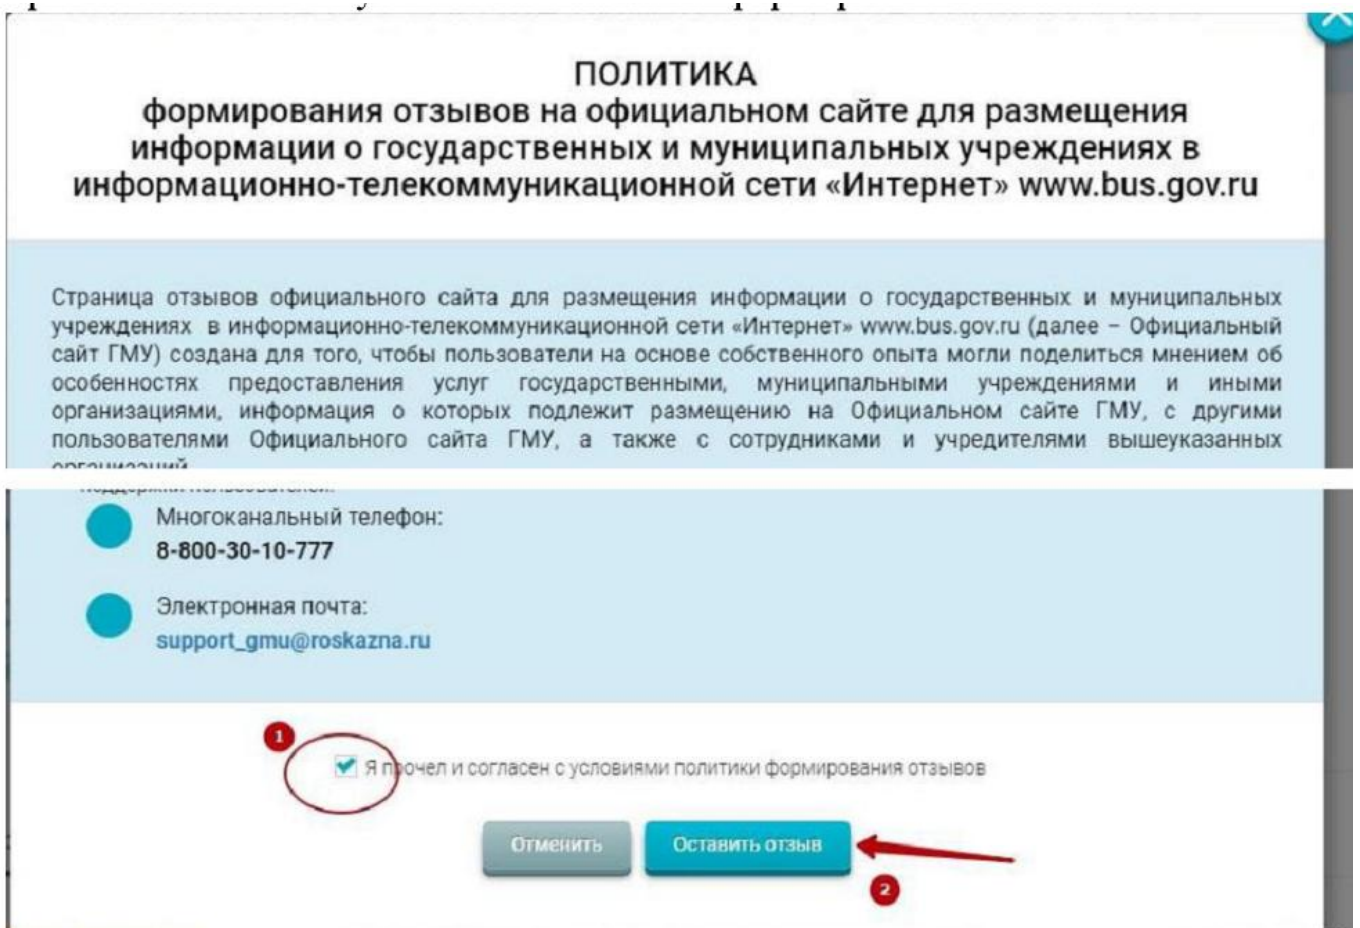 ПОЛИТИКА
формирования отзывов на официальном сайте для размещения
информации о государственных и муниципальных учреждениях в
информационно-телекоммуникационной сети «Интернет» www.bus.gov.ru
Страница отзывов официального сайта для размещения информации о государственных и муниципальных
учреждениях в информационно-телекоммуникационной сети «Интернет» www.bus.gov.ru (далее – Официальный
сайт ГМУ) создана для того, чтобы пользователи на основе собственного опыта могли поделиться мнением об
особенностях предоставления услуг государственными, муниципальными учреждениями и иными
организациями, информация о которых подлежит размещению на Официальном сайте ГМУ, с другими
пользователями Официального сайта ГМУ, а также с сотрудниками и учредителями вышеуказанных
организаций
поддержки пользователей:
Многоканальный телефон:
8-800-30-10-777
Электронная почта:
support_gmu@roskazna.ru
1
Я прочел и согласен с условиями политики формирования отзывов
Отменить
Оставить отзыв
2